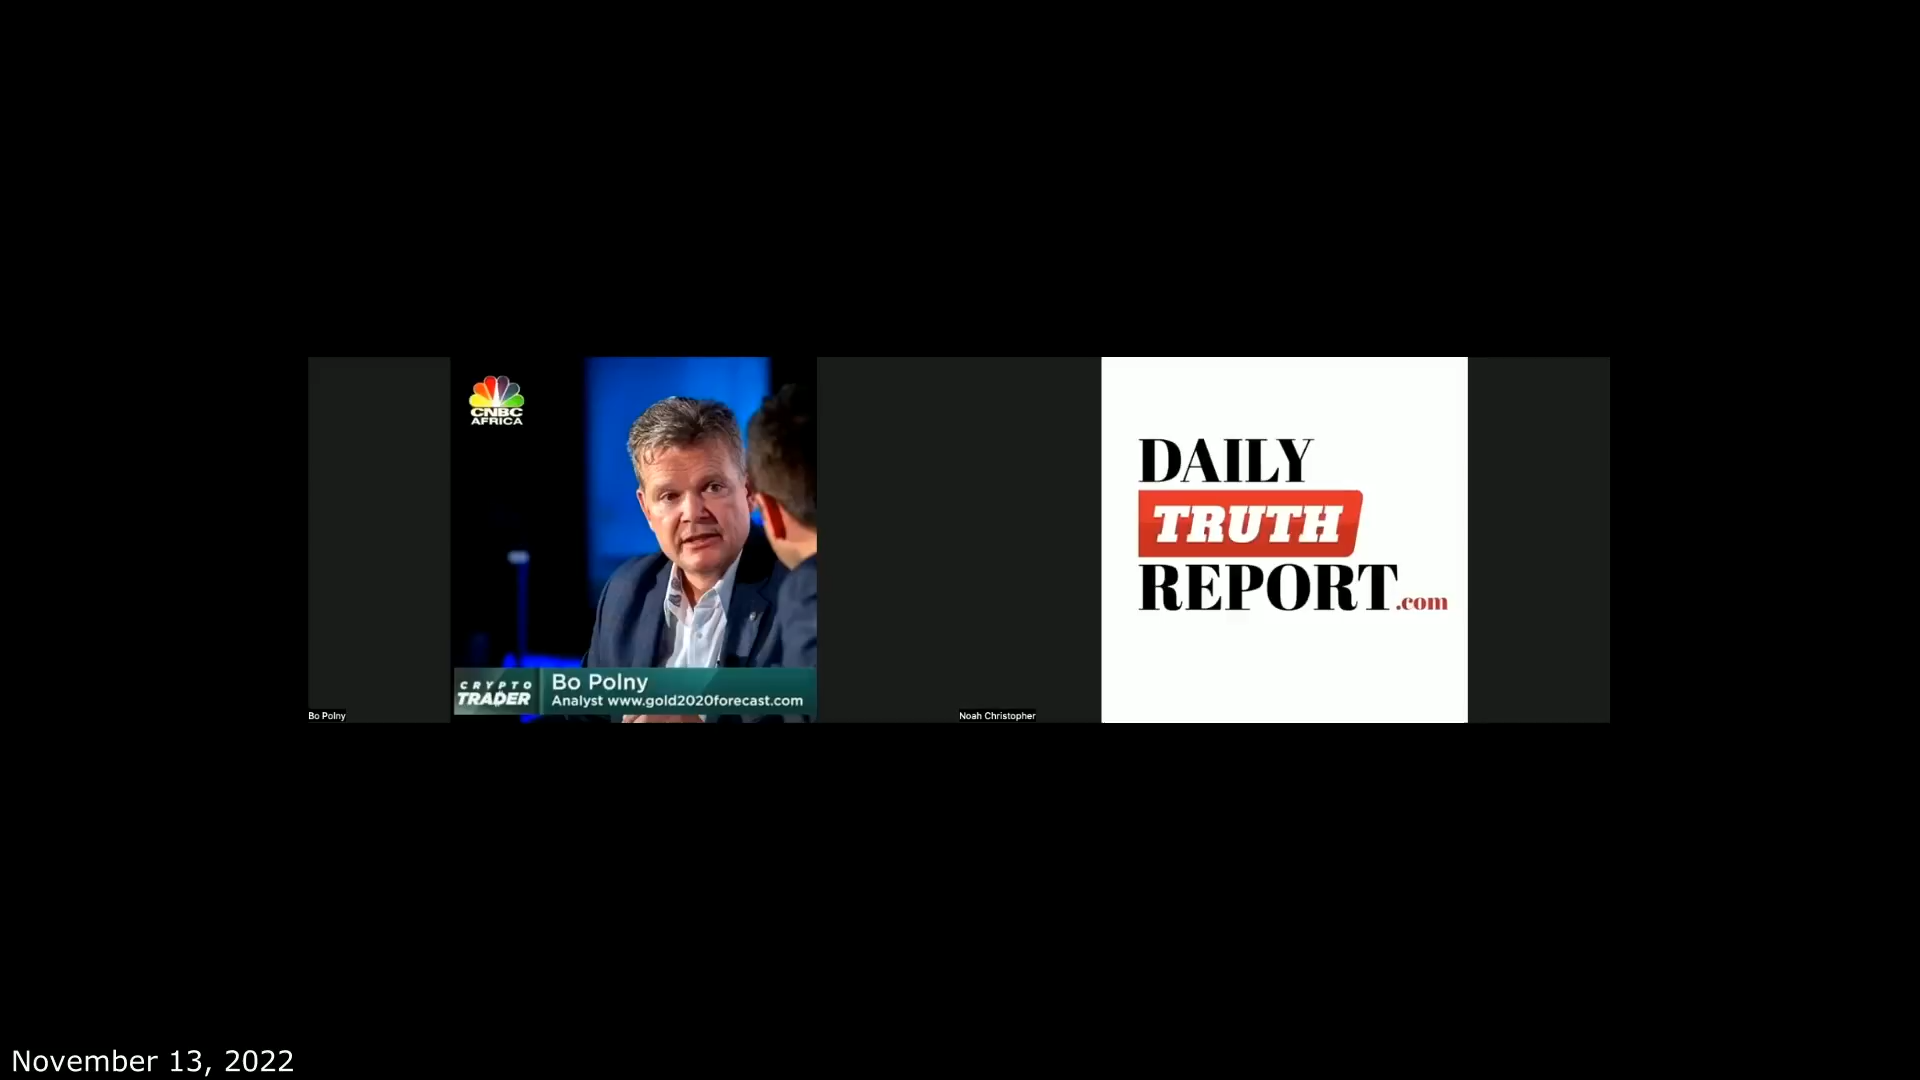 CNBC
AFRICA
CRYPTO
TRADER
Bo Polny
Analyst www.gold2020forecast.com
Bo Polny
DAILY
TRUTH
REPORT.com
Noah Christopher
November 13, 2022